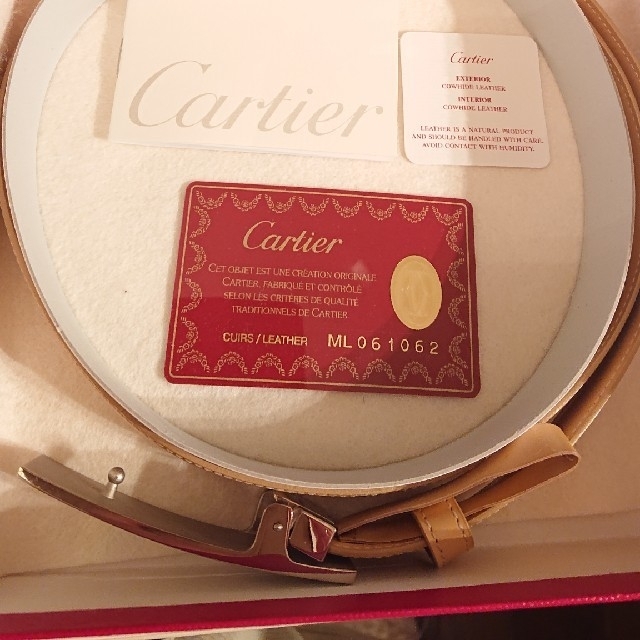 Cartier
Cartier
EXTERIOR
COWHIDE LEATHER
INTERIOR
COWHIDE LEATHER
LEATHER IS A NATURAL PRODUCT
AND SHOULD BE HANDLED WITH CARE.
AVOID CONTACT WITH HUMIDITY.
Cartier
CET OBJET EST UNE CRÉATION ORIGINALE
CARTIER, FABRIQUÉ ET CONTRÔLÉ
SELON LES CRITÈRES DE QUALITÉ
TRADITIONNELS DE CARTIER
CUIRS/LEATHER ML061062